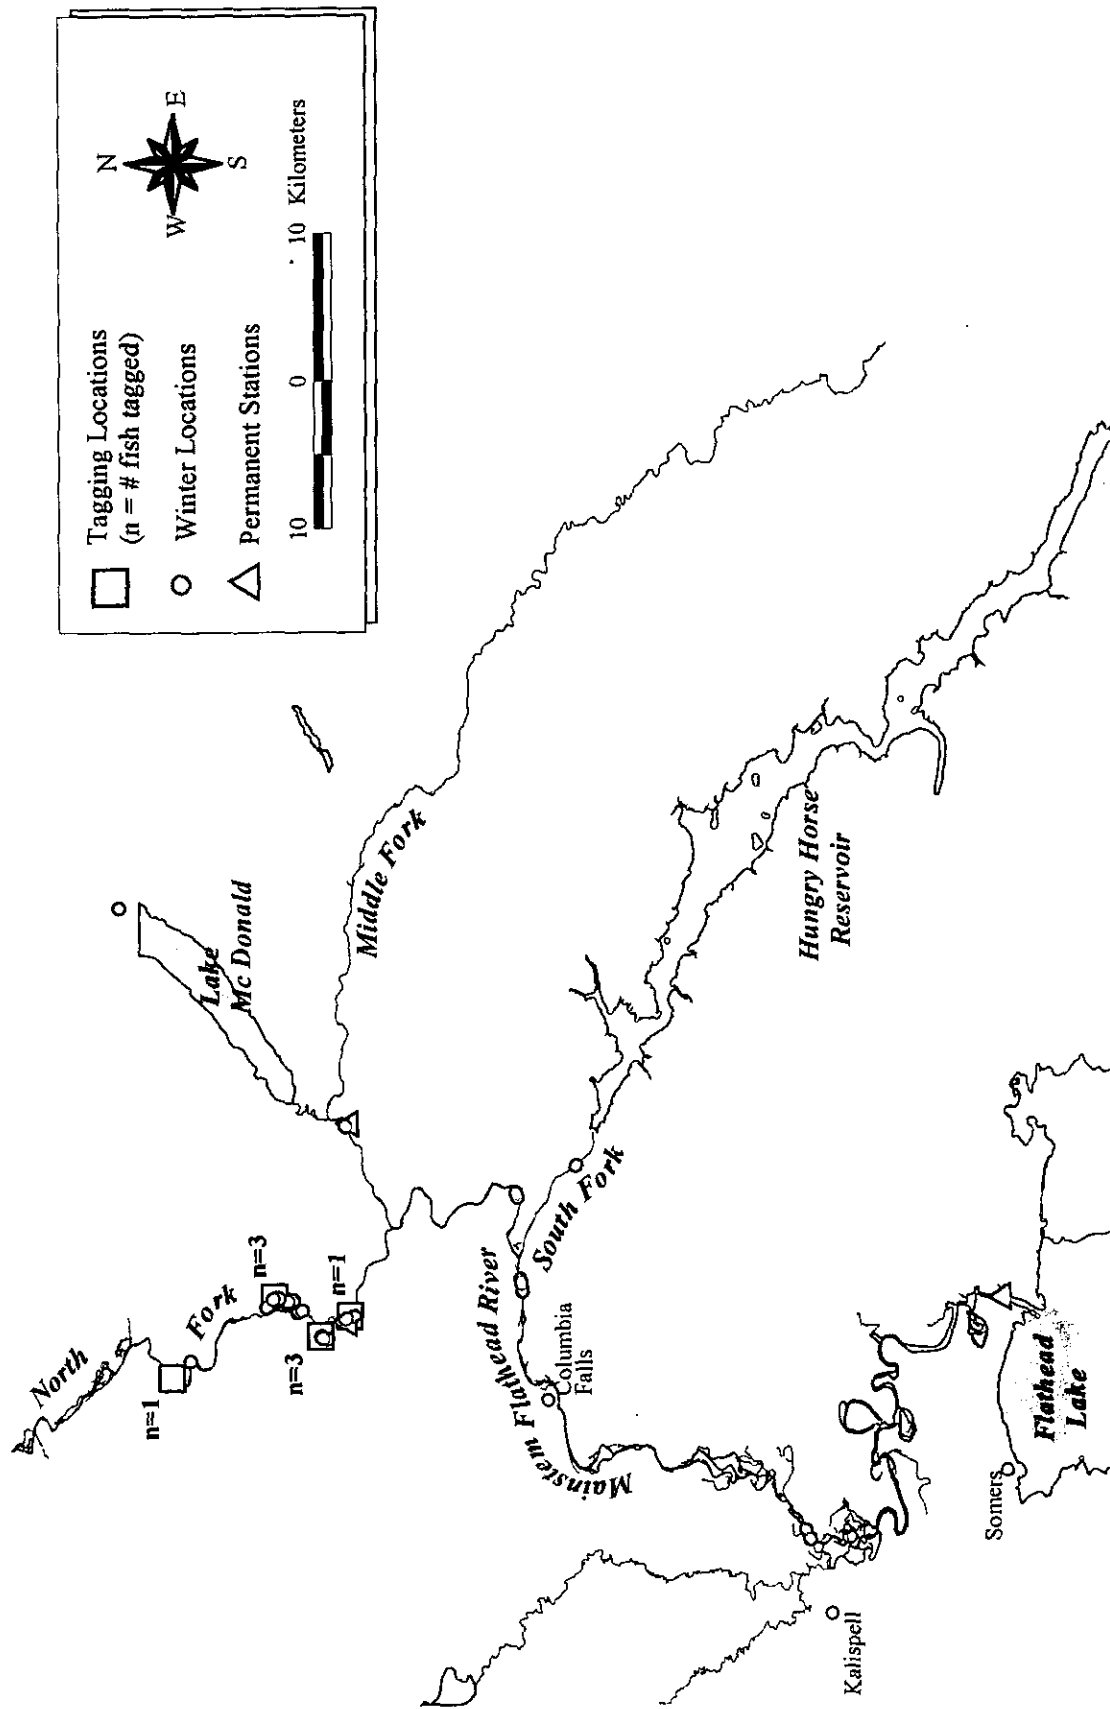 Tagging Locations
(n = # fish tagged)
Winter Locations
Permanent Stations
N
W
E
S
10
0
10 Kilometers
North
Fork
n=1
n=3
n=3
n=1
Lake
Mc Donald
Middle Fork
South Fork
Hungry Horse
Reservoir
Mainstem Flathead River
Columbia
Falls
Kalispell
Somers
Flathead
Lake